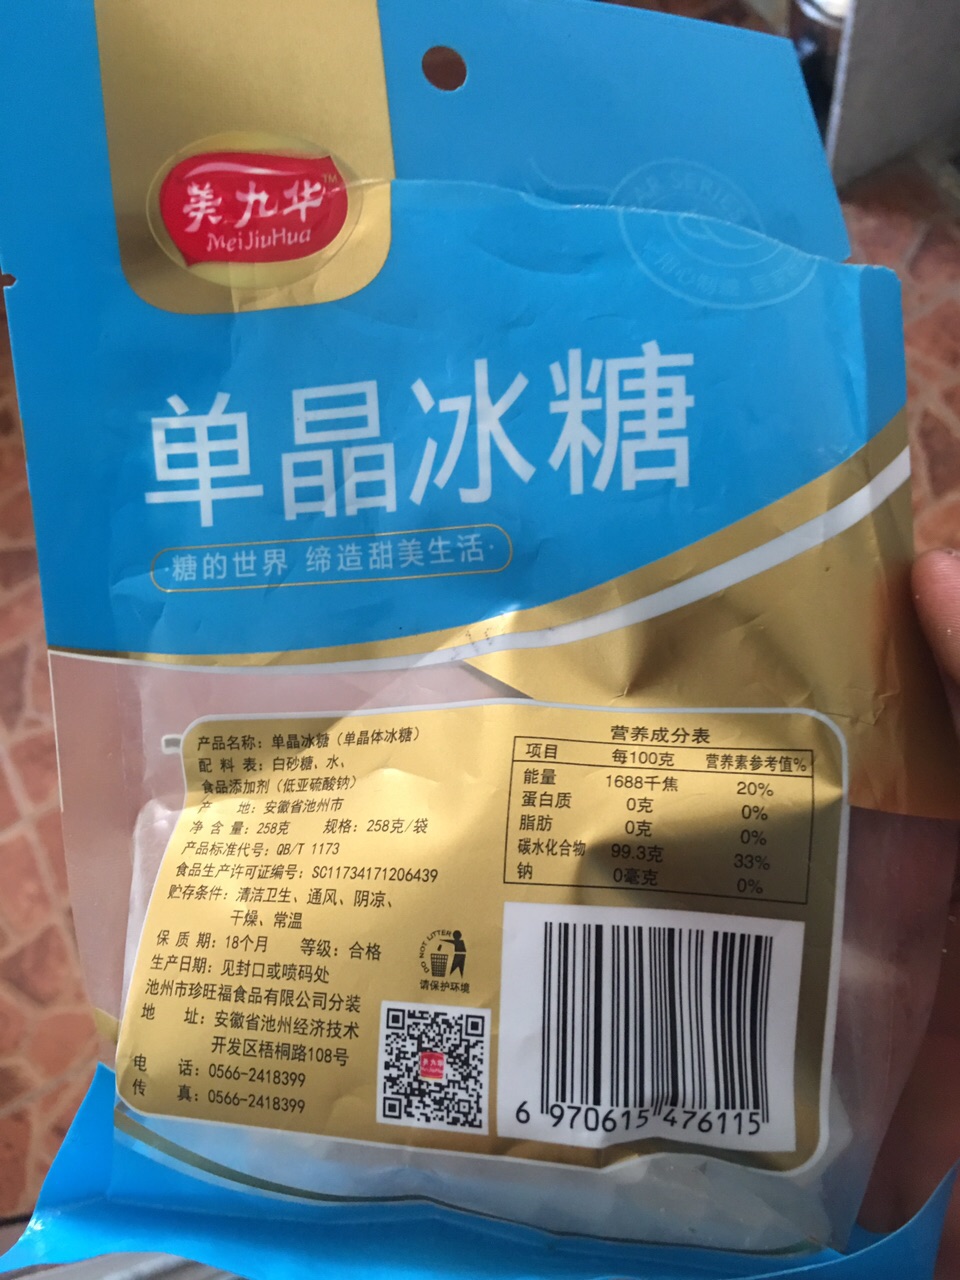 美九华™
MeiJiuHua
单晶冰糖
·糖的世界 缔造甜美生活·
产品名称：单晶冰糖（单晶体冰糖）
配 料 表：白砂糖、水、
食品添加剂（低亚硫酸钠）
产 地：安徽省池州市
净 含 量：258克 规格：258克/袋
产品标准代号：QB/T 1173
食品生产许可证编号：SC11734171206439
贮存条件：清洁卫生、通风、阴凉、
干燥、常温
保 质 期：18个月 等级：合格
生产日期：见封口或喷码处
池州市珍旺福食品有限公司分装
地 址：安徽省池州经济技术
开发区梧桐路108号
电 话：0566-2418399
传 真：0566-2418399
DO NOT LITTER
请保护环境
营养成分表
项目 每100克 营养素参考值%
能量 1688千焦 20%
蛋白质 0克 0%
脂肪 0克 0%
碳水化合物 99.3克 33%
钠 0毫克 0%
6 970615 476115